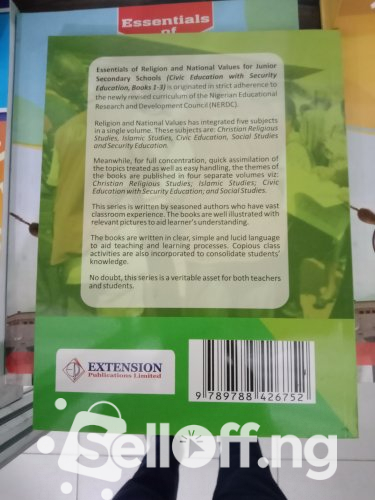 Essentials
of
Essentials of Religion and National Values for Junior
Secondary Schools (Civic Education with Security
Education, Books 1-3) is originated in strict adherence to
the newly revised curriculum of the Nigerian Educational
Research and Development Council (NERDC).
Religion and National Values has integrated five subjects
in a single volume. These subjects are: Christian Religious
Studies, Islamic Studies, Civic Education, Social Studies
and Security Education.
Meanwhile, for full concentration, quick assimilation of
the topics treated as well as easy handling, the themes of
the books are published in four separate volumes viz:
Christian Religious Studies; Islamic Studies; Civic
Education with Security Education; and Social Studies.
This series is written by seasoned authors who have vast
classroom experience. The books are well illustrated with
relevant pictures to aid learner's understanding.
The books are written in clear, simple and lucid language
to aid teaching and learning processes. Copious class
activities are also incorporated to consolidate students'
knowledge.
No doubt, this series is a veritable asset for both teachers
and students.
EXTENSION
Publications Limited
9 789788 426752
Selloff.ng